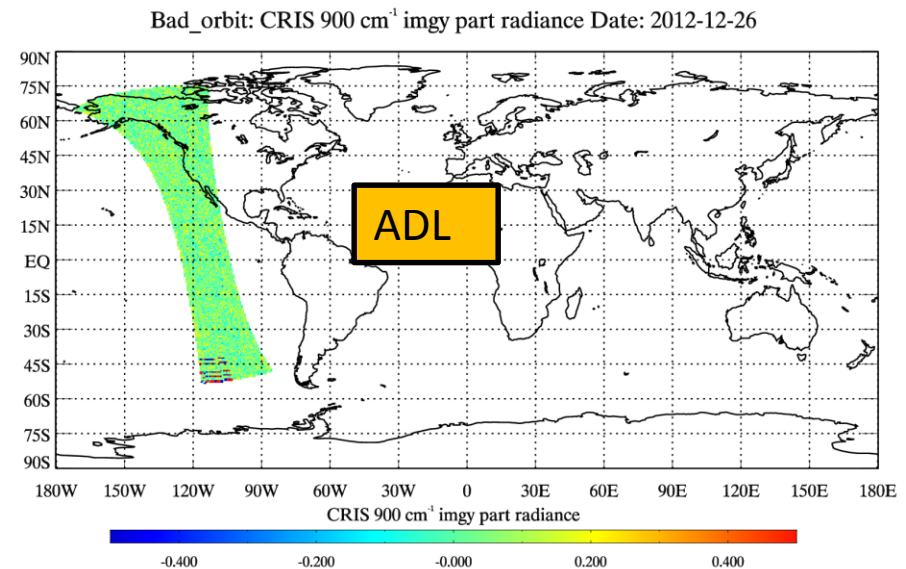 Bad_orbit: CRIS 900 cm⁻¹ imgy part radiance Date: 2012-12-26
90N
75N
60N
45N
30N
15N
EQ
15S
30S
45S
60S
75S
90S
ADL
180W 150W 120W 90W 60W 30W 0 30E 60E 90E 120E 150E 180E
CRIS 900 cm⁻¹ imgy part radiance
-0.400 -0.200 -0.000 0.200 0.400